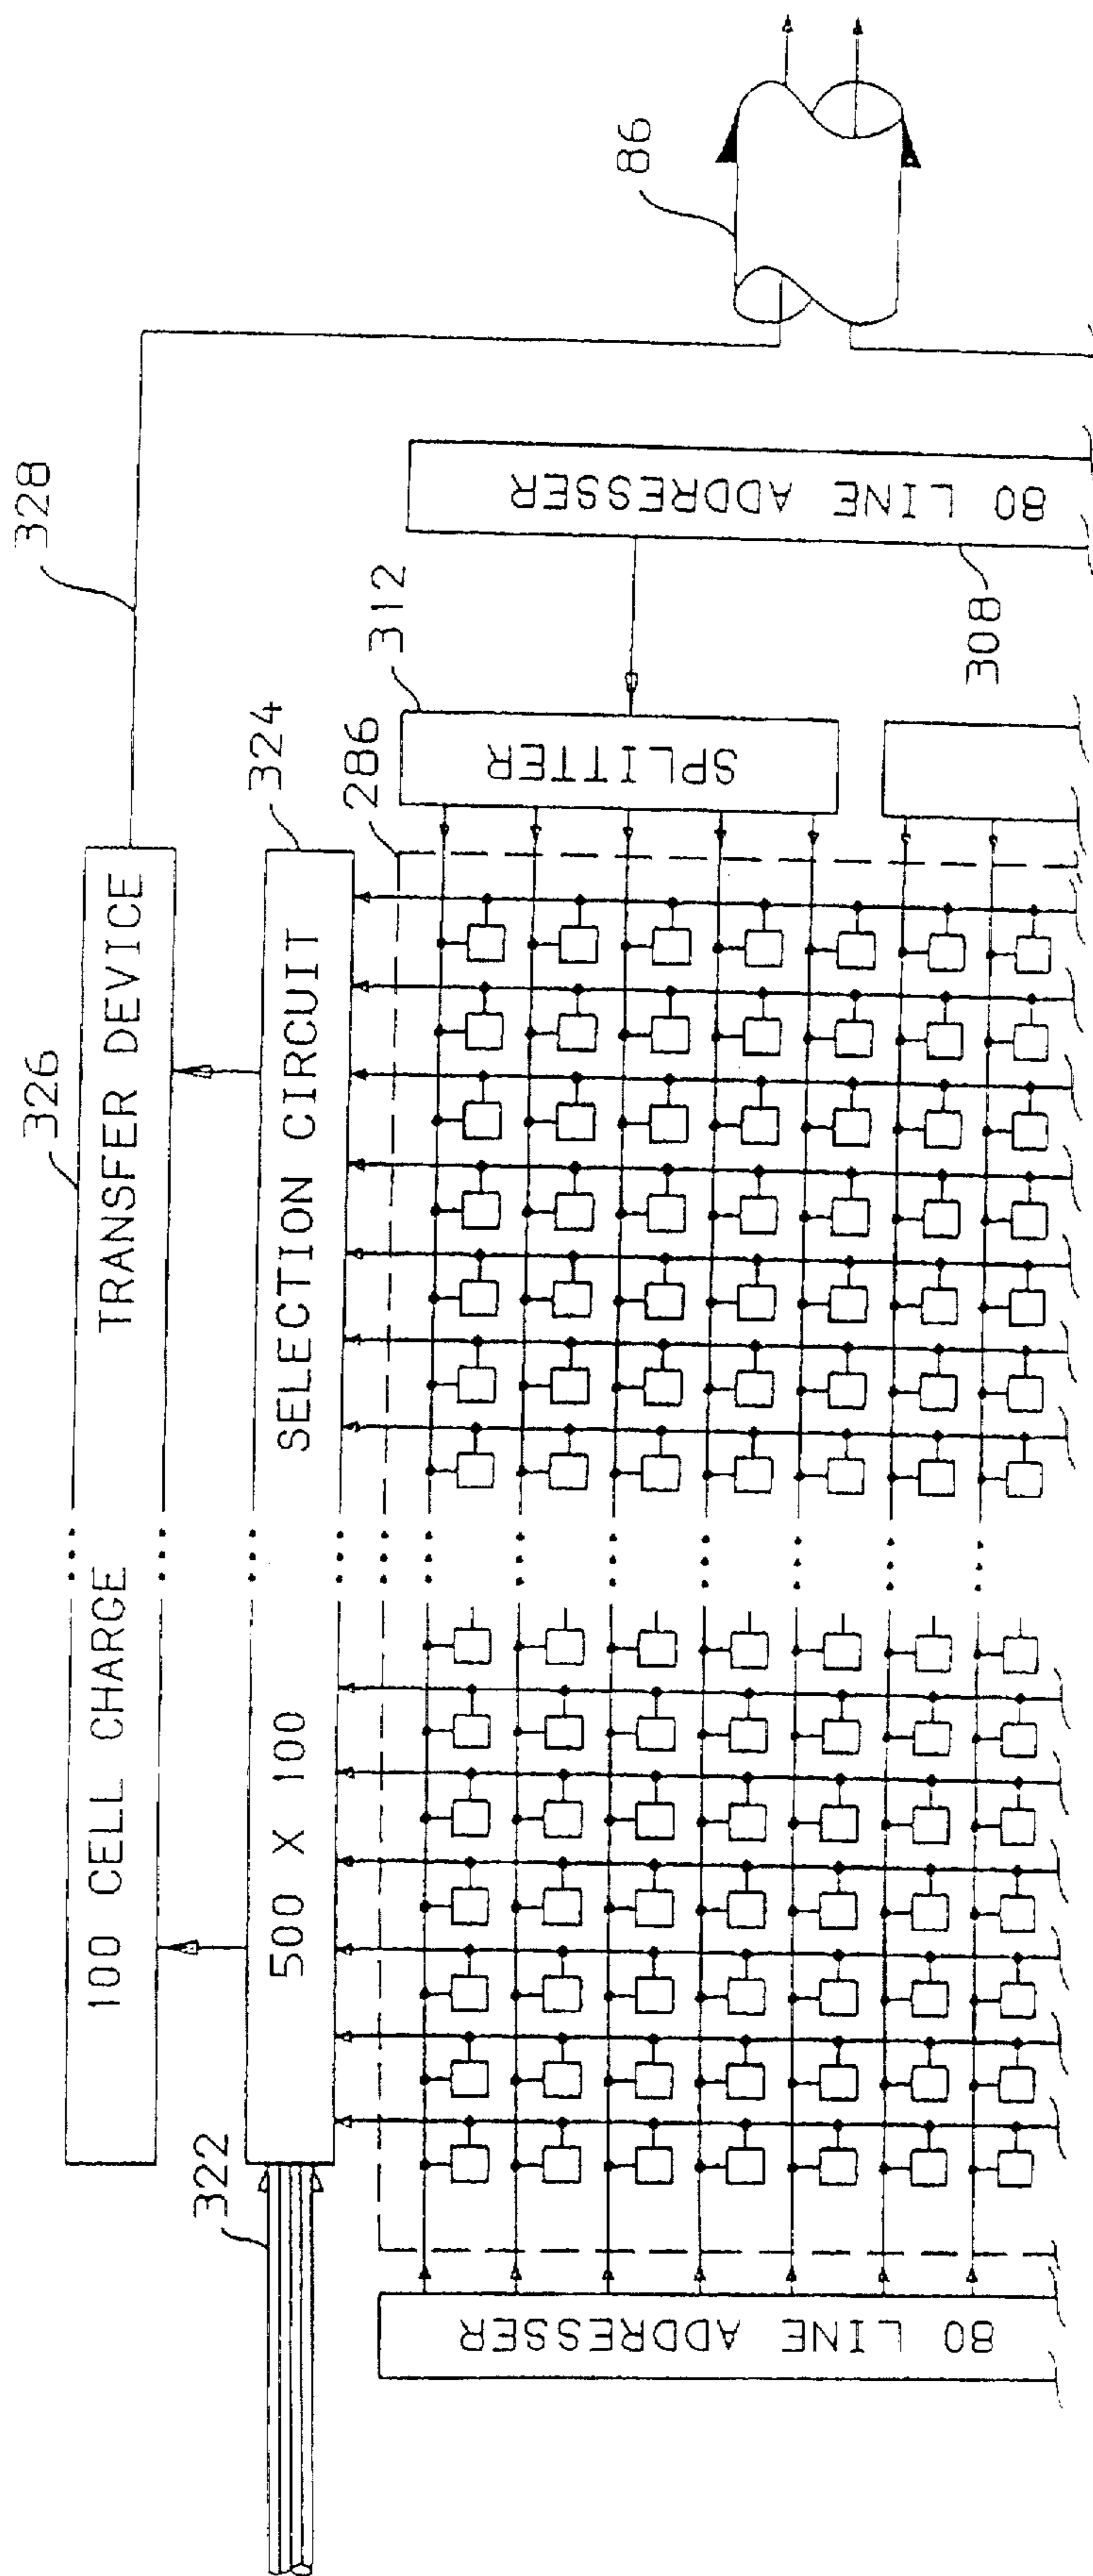 328
326
100 CELL CHARGE TRANSFER DEVICE
324
500 X 100 SELECTION CIRCUIT
322
286
312
SPLITTER
80 LINE ADDRESSER
80 LINE ADDRESSER
308
86